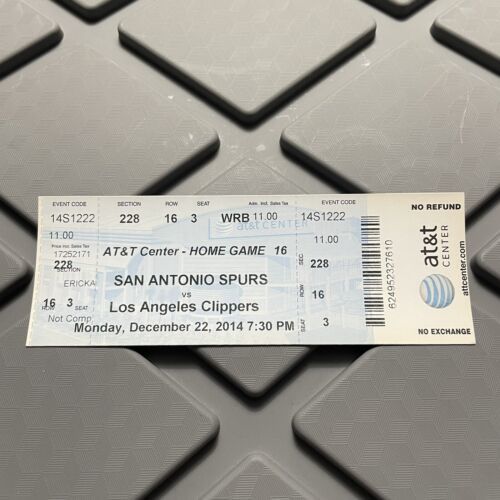 EVENT CODE SECTION ROW SEAT Adm. Incl. Sales Tax EVENT CODE NO REFUND
14S1222 228 16 3 WRB 11.00 14S1222
at&t CENTER
11.00 11.00
Price Incl. Sales Tax
17252171 AT&T Center - HOME GAME 16
228 SEC 228
SECTION
ERICKA SAN ANTONIO SPURS
vs
16 3 Los Angeles Clippers ROW 16
ROW SEAT
Not Comp. Monday, December 22, 2014 7:30 PM SEAT 3
624952327610
at&t CENTER
attcenter.com
at&t
NO EXCHANGE